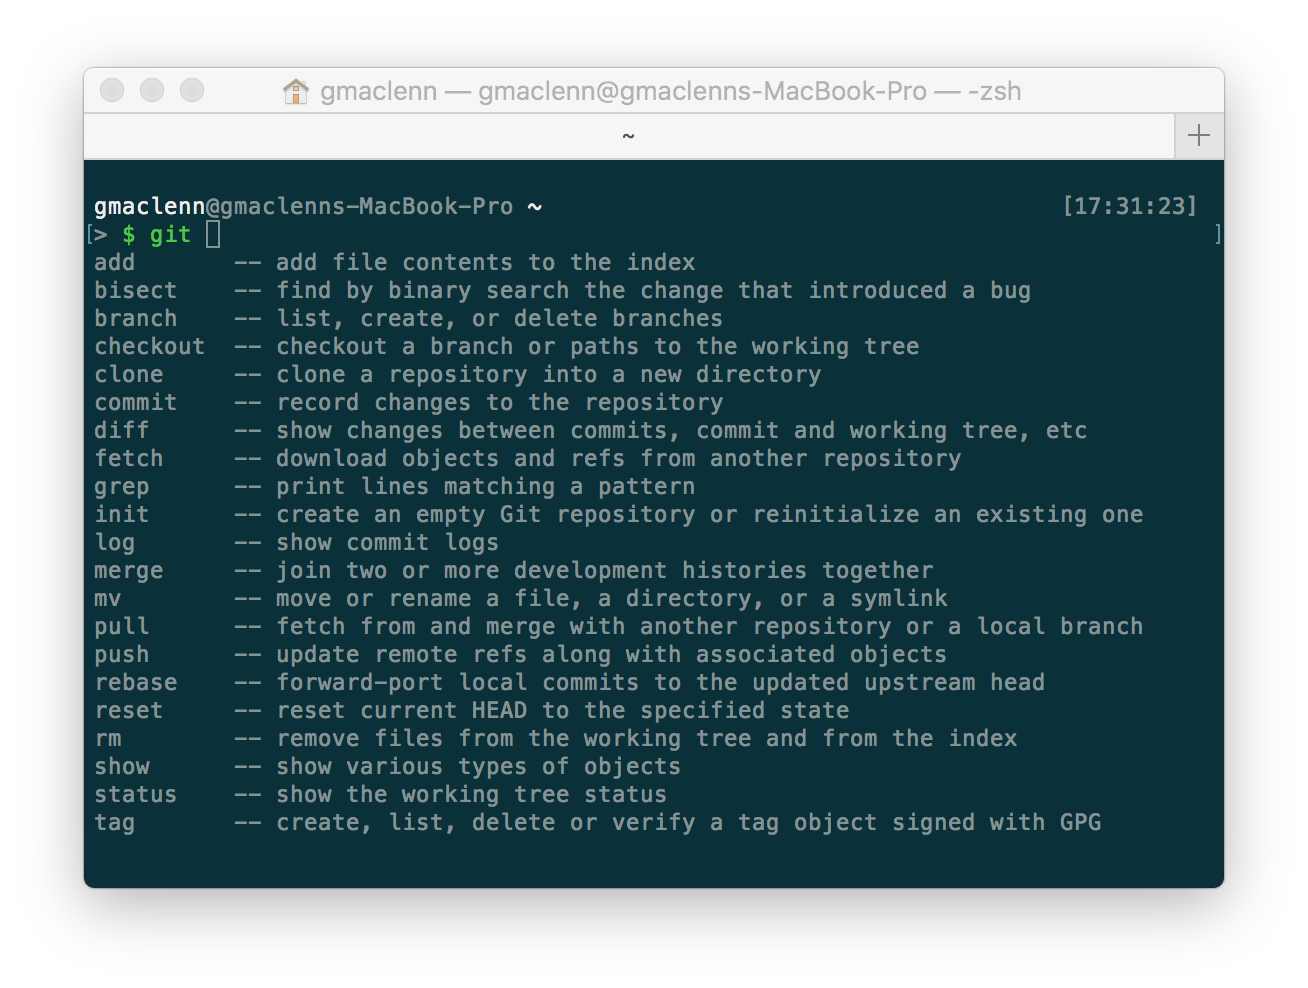 gmaclenn — gmaclenn@gmaclenns-MacBook-Pro — -zsh
~
gmaclenn@gmaclenns-MacBook-Pro ~ [17:31:23]
[> $ git ]
add -- add file contents to the index
bisect -- find by binary search the change that introduced a bug
branch -- list, create, or delete branches
checkout -- checkout a branch or paths to the working tree
clone -- clone a repository into a new directory
commit -- record changes to the repository
diff -- show changes between commits, commit and working tree, etc
fetch -- download objects and refs from another repository
grep -- print lines matching a pattern
init -- create an empty Git repository or reinitialize an existing one
log -- show commit logs
merge -- join two or more development histories together
mv -- move or rename a file, a directory, or a symlink
pull -- fetch from and merge with another repository or a local branch
push -- update remote refs along with associated objects
rebase -- forward-port local commits to the updated upstream head
reset -- reset current HEAD to the specified state
rm -- remove files from the working tree and from the index
show -- show various types of objects
status -- show the working tree status
tag -- create, list, delete or verify a tag object signed with GPG